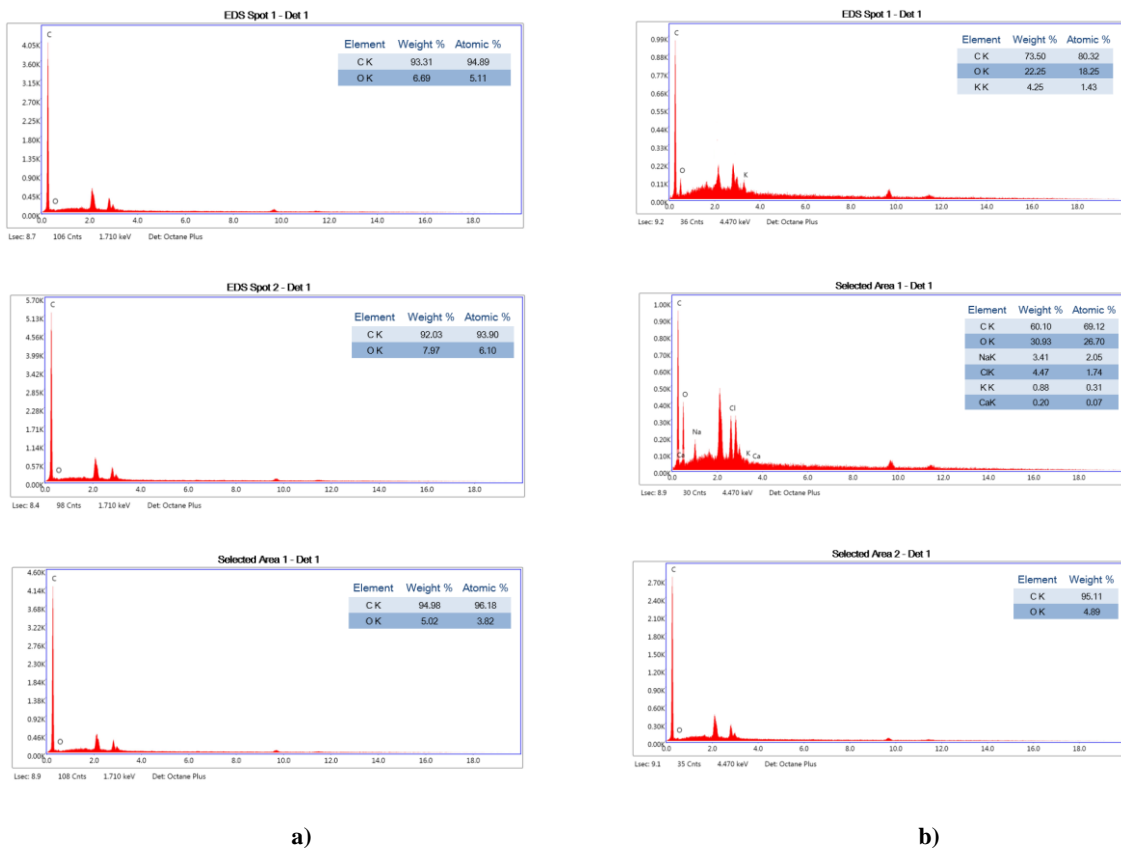 EDS Spot 1 - Det 1
C
4.05K
3.60K
3.15K
2.70K
2.25K
1.80K
1.35K
0.90K
0.45K
0.00K
O
0.0 2.0 4.0 6.0 8.0 10.0 12.0 14.0 16.0 18.0
Element Weight % Atomic %
C K 93.31 94.89
O K 6.69 5.11
Lsec: 8.7 106 Cnts 1.710 keV Det: Octane Plus
EDS Spot 2 - Det 1
C
5.70K
5.13K
4.56K
3.99K
3.42K
2.85K
2.28K
1.71K
1.14K
0.57K
0.00K
O
0.0 2.0 4.0 6.0 8.0 10.0 12.0 14.0 16.0 18.0
Element Weight % Atomic %
C K 92.03 93.90
O K 7.97 6.10
Lsec: 8.4 98 Cnts 1.710 keV Det: Octane Plus
Selected Area 1 - Det 1
C
4.60K
4.14K
3.68K
3.22K
2.76K
2.30K
1.84K
1.38K
0.92K
0.46K
0.00K
O
0.0 2.0 4.0 6.0 8.0 10.0 12.0 14.0 16.0 18.0
Element Weight % Atomic %
C K 94.98 96.18
O K 5.02 3.82
Lsec: 8.9 108 Cnts 1.710 keV Det: Octane Plus
a)
EDS Spot 1 - Det 1
C
0.99K
0.88K
0.77K
0.66K
0.55K
0.44K
0.33K
0.22K
0.11K
0.00K
O
K
0.0 2.0 4.0 6.0 8.0 10.0 12.0 14.0 16.0 18.0
Element Weight % Atomic %
C K 73.50 80.32
O K 22.25 18.25
K K 4.25 1.43
Lsec: 9.2 36 Cnts 4.470 keV Det: Octane Plus
Selected Area 1 - Det 1
C
1.00K
0.90K
0.80K
0.70K
0.60K
0.50K
0.40K
0.30K
0.20K
0.10K
0.00K
O
Cl
Na
Ca
K Ca
0.0 2.0 4.0 6.0 8.0 10.0 12.0 14.0 16.0 18.0
Element Weight % Atomic %
C K 60.10 69.12
O K 30.93 26.70
NaK 3.41 2.05
ClK 4.47 1.74
K K 0.88 0.31
CaK 0.20 0.07
Lsec: 8.9 30 Cnts 4.470 keV Det: Octane Plus
Selected Area 2 - Det 1
C
2.70K
2.40K
2.10K
1.80K
1.50K
1.20K
0.90K
0.60K
0.30K
0.00K
O
0.0 2.0 4.0 6.0 8.0 10.0 12.0 14.0 16.0 18.0
Element Weight %
C K 95.11
O K 4.89
Lsec: 9.1 35 Cnts 4.470 keV Det: Octane Plus
b)